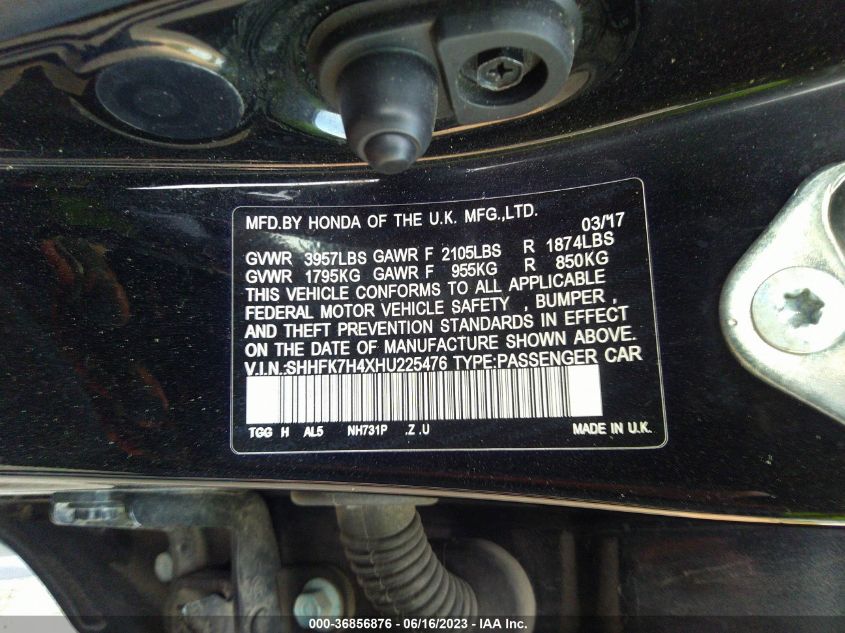 MFD.BY HONDA OF THE U.K. MFG.,LTD. 03/'17
GVWR 3957LBS GAWR F 2105LBS R 1874LBS
GVWR 1795KG GAWR F 955KG R 850KG
THIS VEHICLE CONFORMS TO ALL APPLICABLE
FEDERAL MOTOR VEHICLE SAFETY , BUMPER ,
AND THEFT PREVENTION STANDARDS IN EFFECT
ON THE DATE OF MANUFACTURE SHOWN ABOVE.
V.I.N.:SHHFK7H4XHU225476 TYPE:PASSENGER CAR
TGG H AL5 NH731P .Z .U MADE IN U.K.
000-36856876 - 06/16/2023 - IAA Inc.